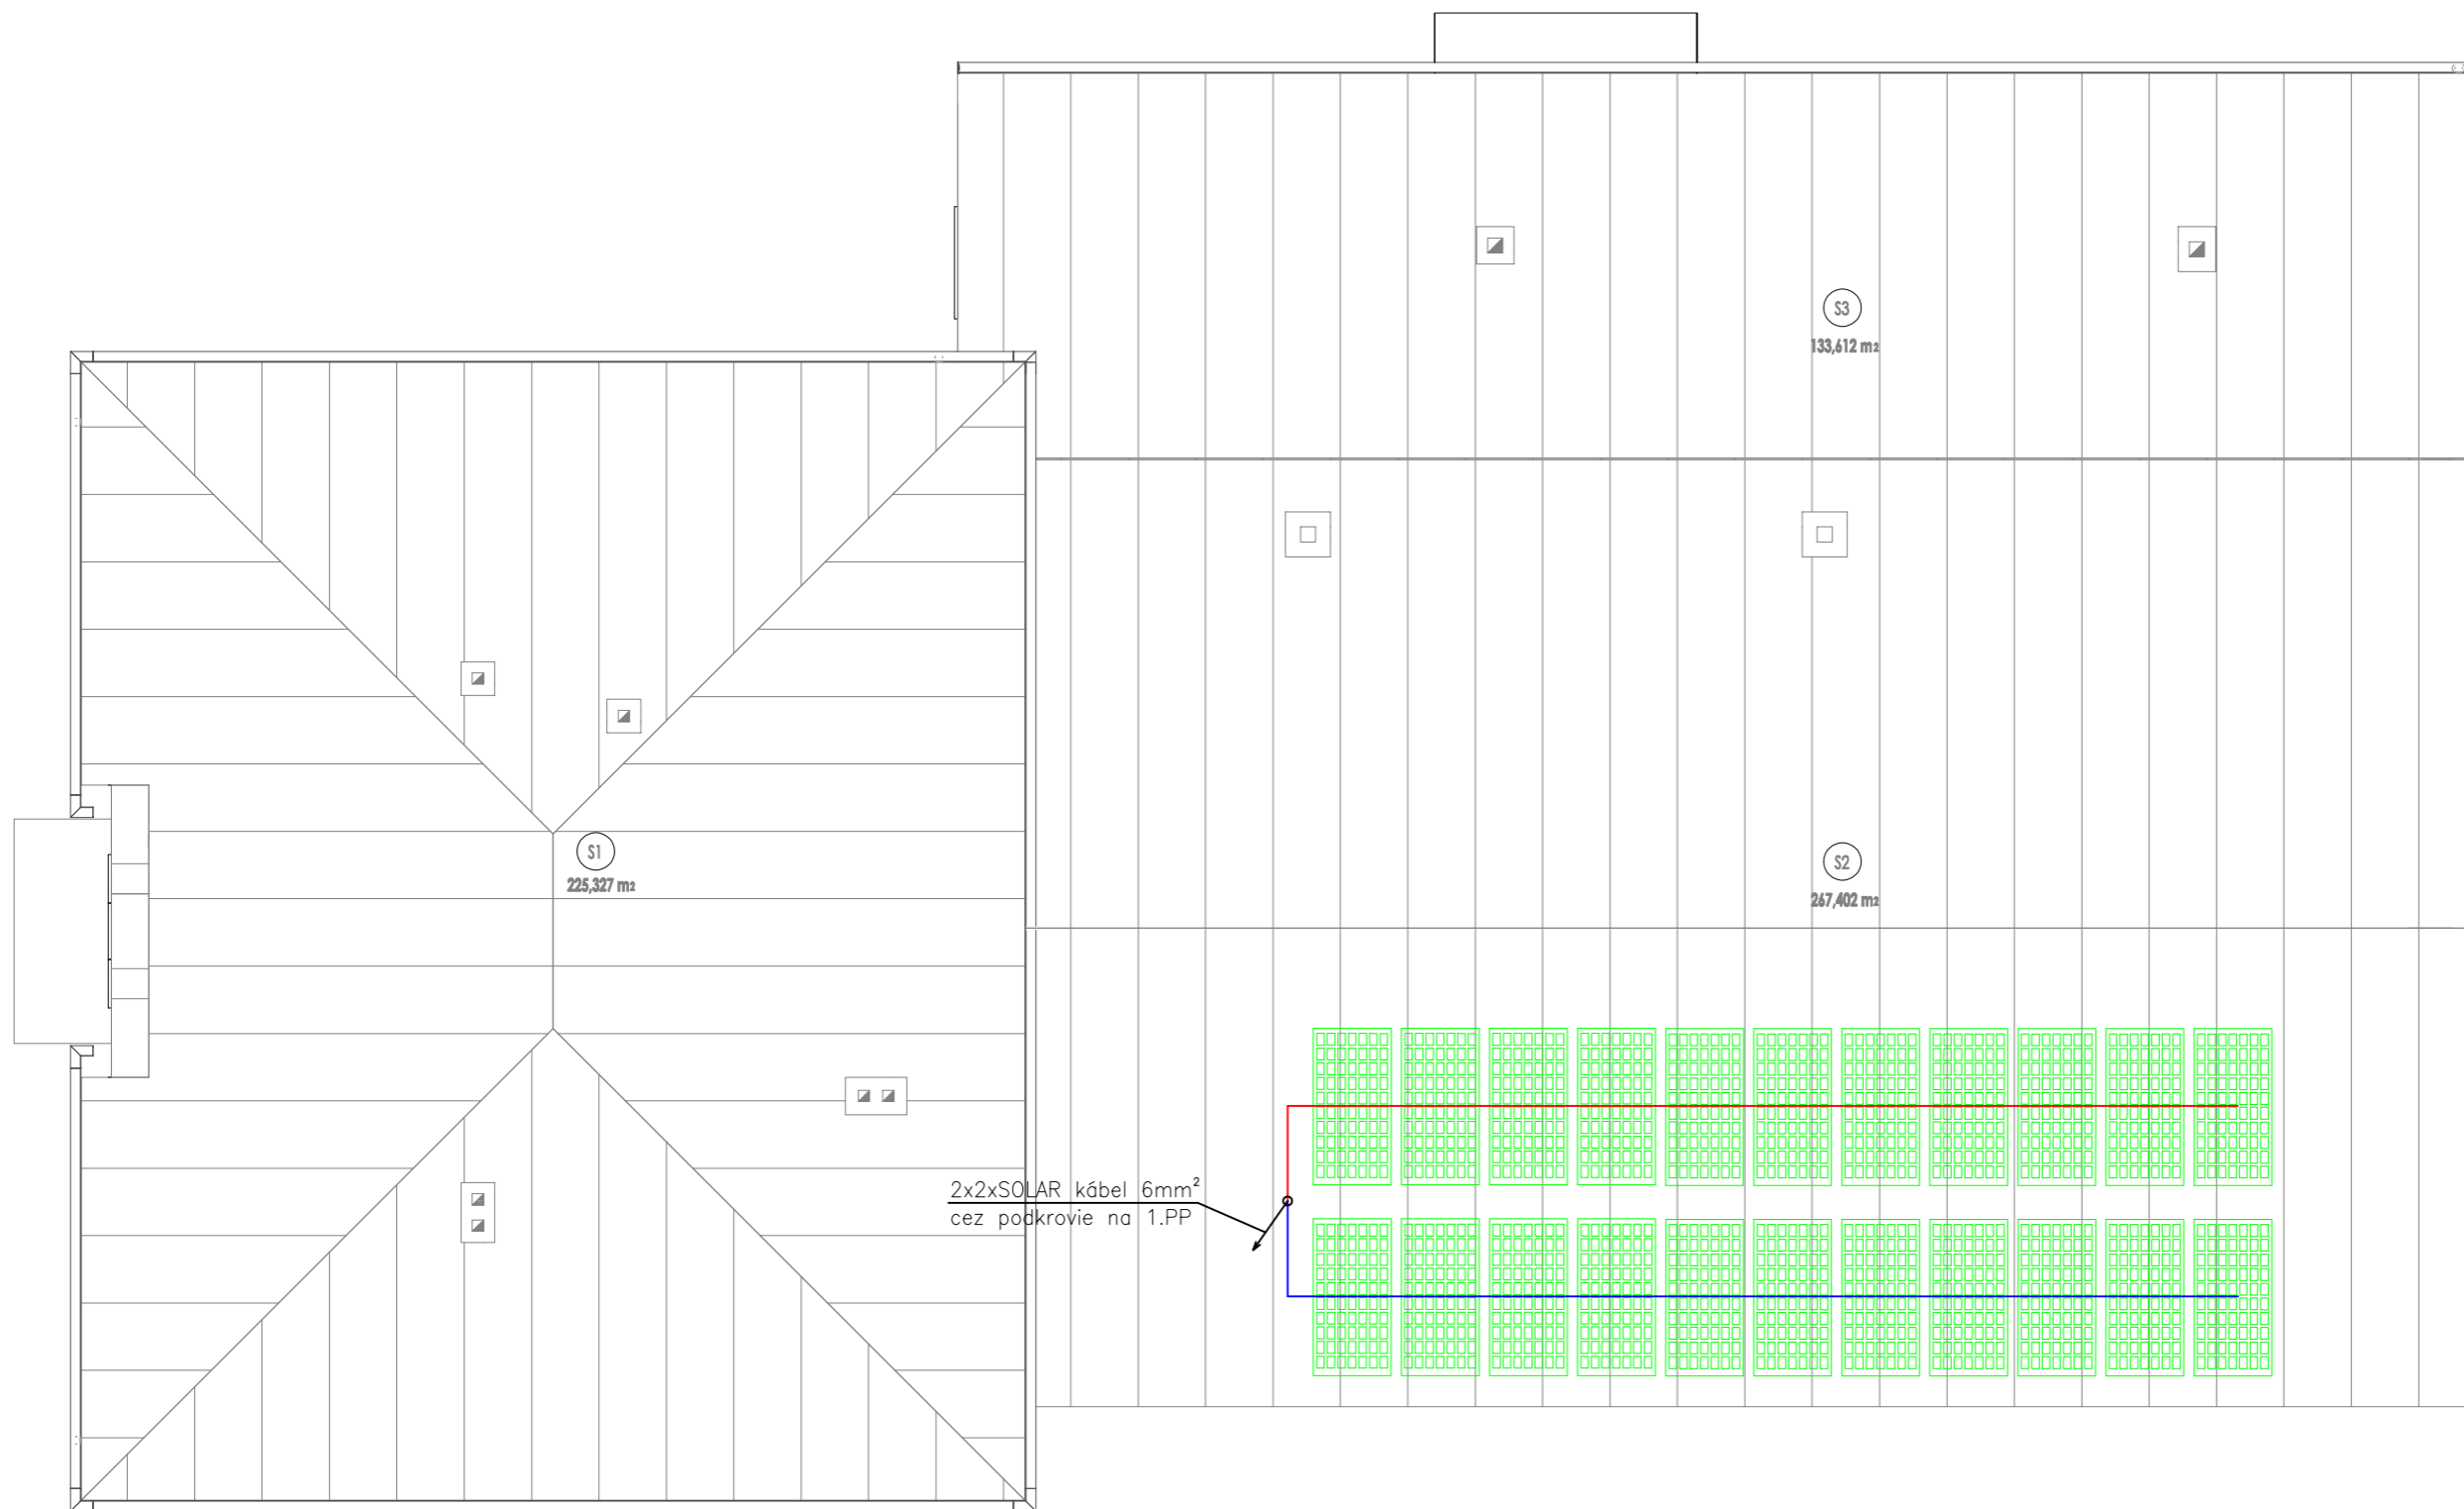 S3
133,612 m2
S1
225,327 m2
S2
267,402 m2
2x2xSOLAR kábel 6mm²
cez podkrovie na 1.PP